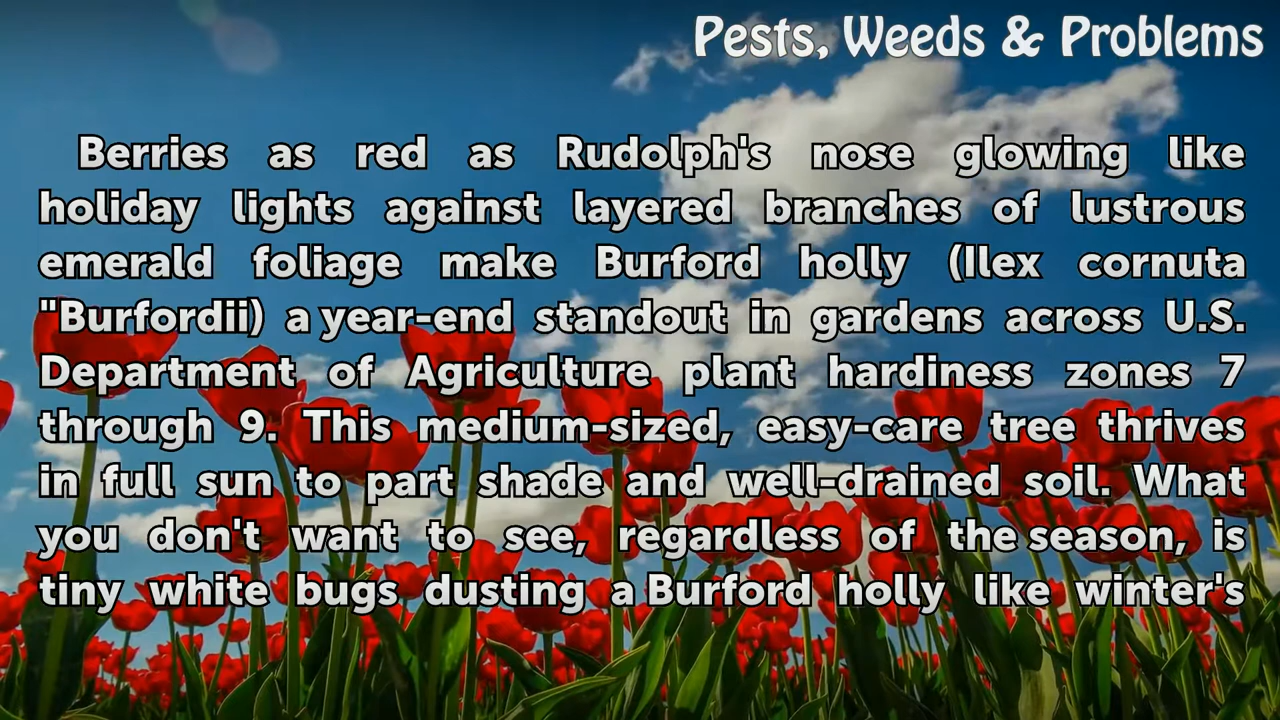 Pests, Weeds & Problems
Berries as red as Rudolph's nose glowing like
holiday lights against layered branches of lustrous
emerald foliage make Burford holly (Ilex cornuta
"Burfordii) a year-end standout in gardens across U.S.
Department of Agriculture plant hardiness zones 7
through 9. This medium-sized, easy-care tree thrives
in full sun to part shade and well-drained soil. What
you don't want to see, regardless of the season, is
tiny white bugs dusting a Burford holly like winter's